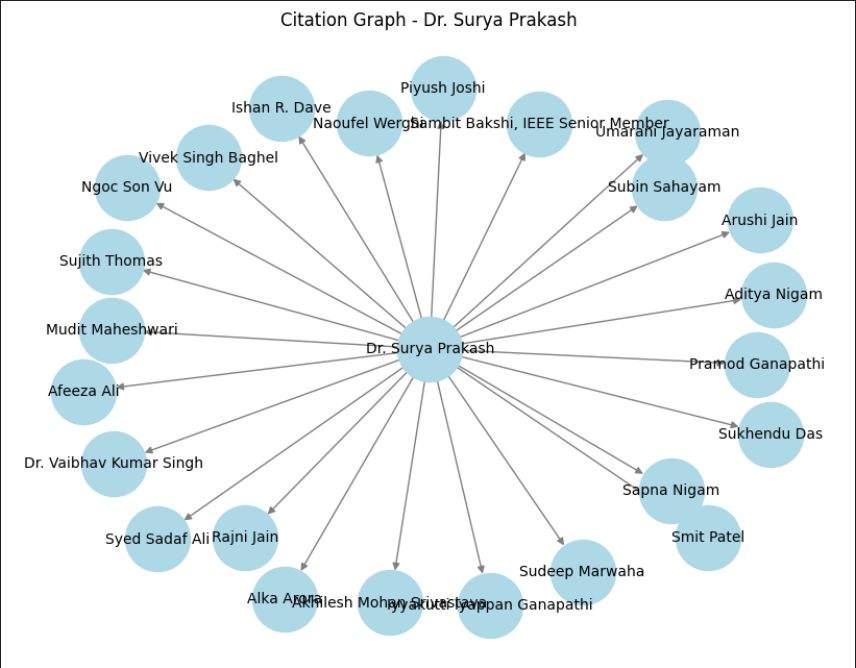 Citation Graph - Dr. Surya Prakash
Piyush Joshi
Ishan R. Dave
Naoufel Werghi
Sambit Bakshi, IEEE Senior Member
Umarani Jayaraman
Vivek Singh Baghel
Ngoc Son Vu
Subin Sahayam
Arushi Jain
Sujith Thomas
Aditya Nigam
Mudit Maheshwari
Dr. Surya Prakash
Pramod Ganapathi
Afeeza Ali
Sukhendu Das
Dr. Vaibhav Kumar Singh
Sapna Nigam
Syed Sadaf Ali
Rajni Jain
Smit Patel
Sudeep Marwaha
Alka Arora
Akhilesh Mohan Srivastava
Iyyakutti Iyappan Ganapathi